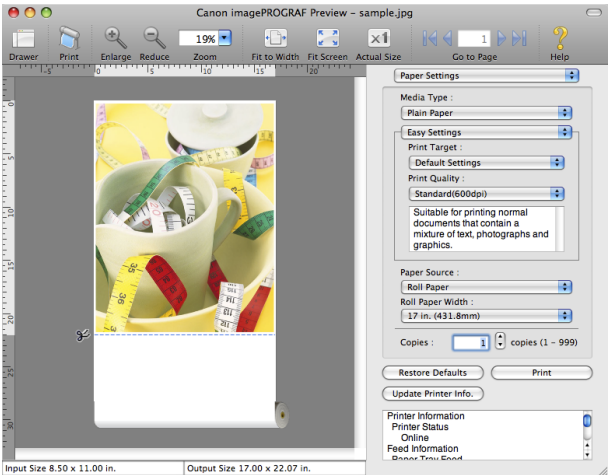 Canon imagePROGRAF Preview – sample.jpg
19%
1
Drawer Print Enlarge Reduce Zoom Fit to Width Fit Screen Actual Size Go to Page Help
Paper Settings
Media Type :
Plain Paper
Easy Settings
Print Target :
Default Settings
Print Quality :
Standard(600dpi)
Suitable for printing normal
documents that contain a
mixture of text, photographs and
graphics.
Paper Source :
Roll Paper
Roll Paper Width :
17 in. (431.8mm)
Copies : 1 copies (1 – 999)
Restore Defaults Print
Update Printer Info.
Printer Information
Printer Status
Online
Feed Information
Paper Tray Feed
Input Size 8.50 x 11.00 in. Output Size 17.00 x 22.07 in.